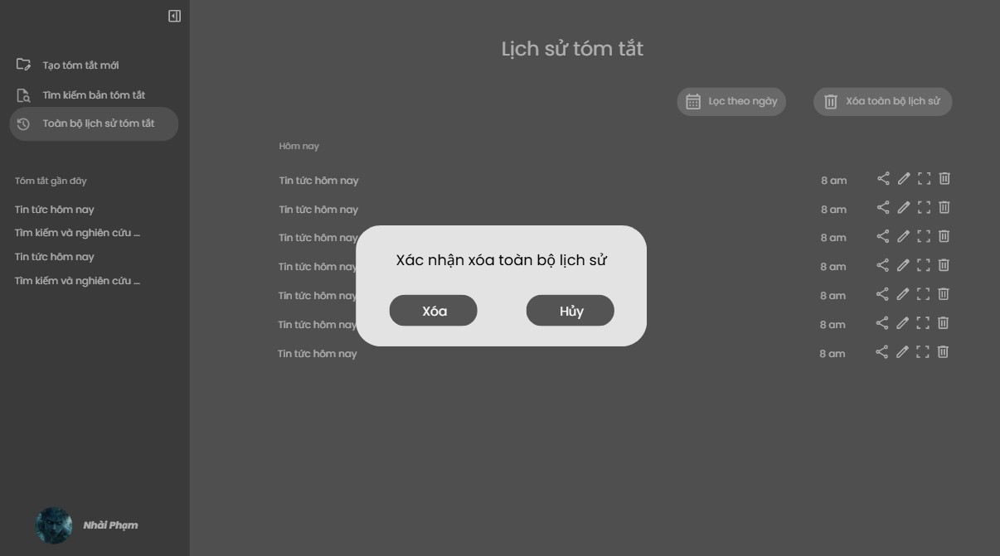 Tạo tóm tắt mới
Tìm kiếm bản tóm tắt
Toàn bộ lịch sử tóm tắt
Tóm tắt gần đây
Tin tức hôm nay
Tìm kiếm và nghiên cứu ...
Tin tức hôm nay
Tìm kiếm và nghiên cứu ...
Nhài Phạm
Lịch sử tóm tắt
Lọc theo ngày
Xóa toàn bộ lịch sử
Hôm nay
Tin tức hôm nay 8 am
Tin tức hôm nay 8 am
Tin tức hôm nay 8 am
Tin tức hôm nay 8 am
Tin tức hôm nay 8 am
Tin tức hôm nay 8 am
Tin tức hôm nay 8 am
Xác nhận xóa toàn bộ lịch sử
Xóa
Hủy